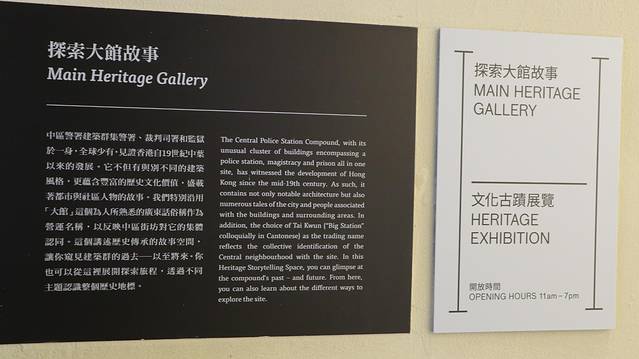 探索大館故事
Main Heritage Gallery
中區警署建築群集警署、裁判司署和監獄
於一身，全球少有，見證香港自19世紀中葉
以來的發展。它不但有與別不同的建築
風格，更蘊含豐富的歷史文化價值，盛載
著都市與社區人物的故事。我們特別沿用
「大館」這個為人所熟悉的廣東話俗稱作為
營運名稱，以反映中區街坊對它的集體
認同。這個講述歷史傳承的故事空間，
讓你窺見建築群的過去──以至將來。你
也可以從這裡展開探索旅程，透過不同
主題認識整個歷史地標。
The Central Police Station Compound, with its
unusual cluster of buildings encompassing a
police station, magistracy and prison all in one
site, has witnessed the development of Hong
Kong since the mid-19th century. As such, it
contains not only notable architecture but also
numerous tales of the city and people associated
with the buildings and surrounding areas. In
addition, the choice of Tai Kwun ("Big Station"
colloquially in Cantonese) as the trading name
reflects the collective identification of the
Central neighbourhood with the site. In this
Heritage Storytelling Space, you can glimpse at
the compound's past – and future. From here,
you can also learn about the different ways to
explore the site.
探索大館故事
MAIN HERITAGE
GALLERY
文化古蹟展覽
HERITAGE
EXHIBITION
開放時間
OPENING HOURS 11am – 7pm